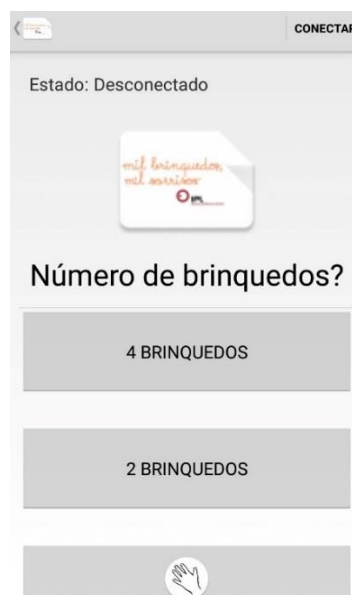 CONECTAR
Estado: Desconectado
mil brinquedos,
mil sorrisos
Número de brinquedos?
4 BRINQUEDOS
2 BRINQUEDOS